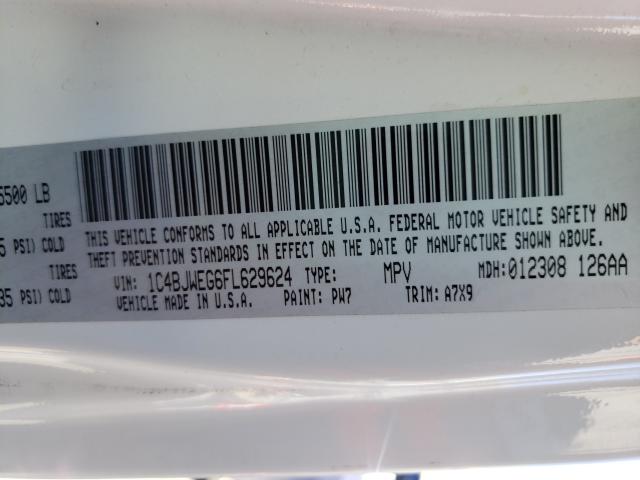 6500 LB
TIRES
5 PSI) COLD
TIRES
35 PSI) COLD
THIS VEHICLE CONFORMS TO ALL APPLICABLE U.S.A. FEDERAL MOTOR VEHICLE SAFETY AND
THEFT PREVENTION STANDARDS IN EFFECT ON THE DATE OF MANUFACTURE SHOWN ABOVE.
VIN: 1C4BJWEG6FL629624 TYPE: MPV MDH:012308 126AA
VEHICLE MADE IN U.S.A. PAINT: PW7 TRIM: A7X9